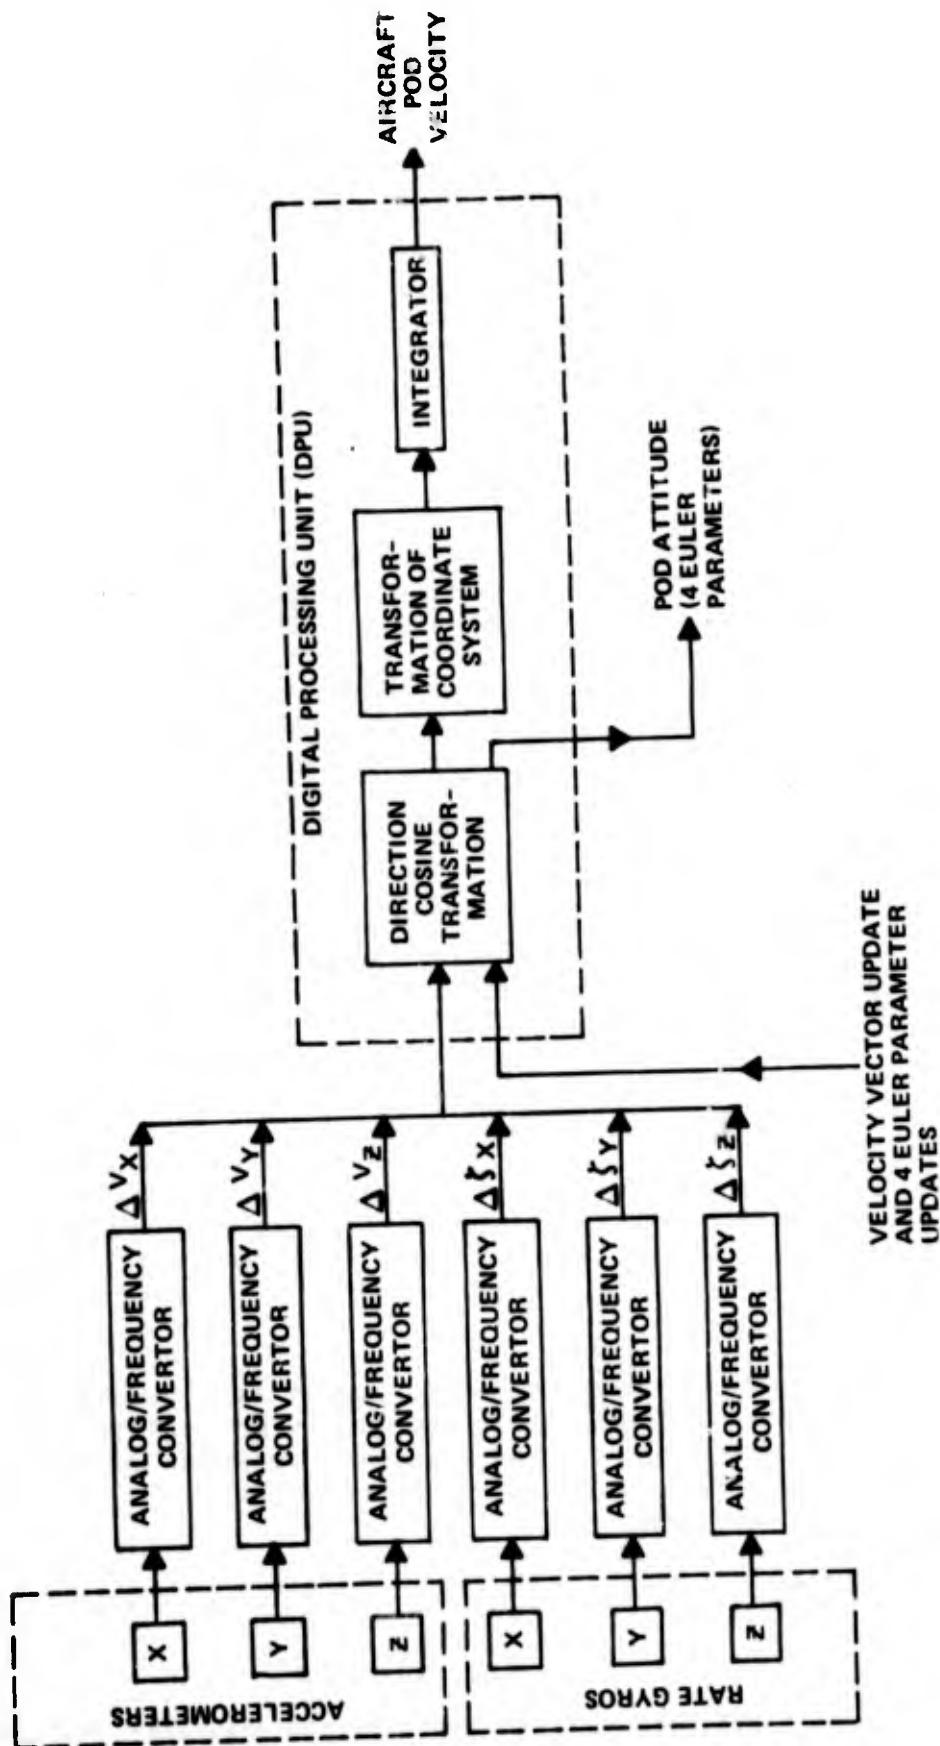 ACCELEROMETERS
X
Y
Z
RATE GYROS
X
Y
Z
ANALOG/FREQUENCY
CONVERTOR
ΔVX
ANALOG/FREQUENCY
CONVERTOR
ΔVY
ANALOG/FREQUENCY
CONVERTOR
ΔVZ
ANALOG/FREQUENCY
CONVERTOR
ΔζX
ANALOG/FREQUENCY
CONVERTOR
ΔζY
ANALOG/FREQUENCY
CONVERTOR
ΔζZ
VELOCITY VECTOR UPDATE
AND 4 EULER PARAMETER
UPDATES
DIGITAL PROCESSING UNIT (DPU)
DIRECTION
COSINE
TRANSFOR-
MATION
TRANSFOR-
MATION OF
COORDINATE
SYSTEM
INTEGRATOR
POD ATTITUDE
(4 EULER
PARAMETERS)
AIRCRAFT
POD
VELOCITY